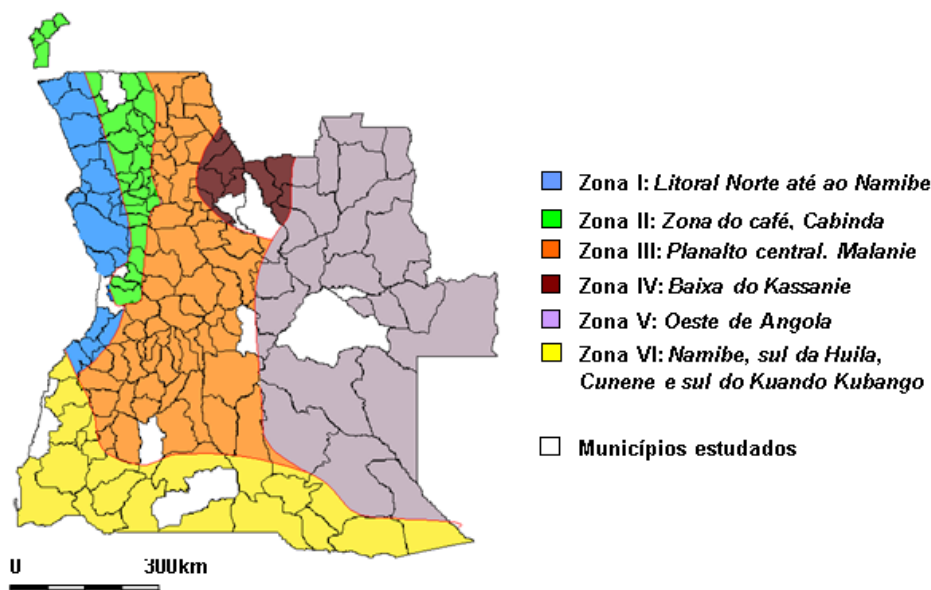 Zona I: Litoral Norte até ao Namibe
Zona II: Zona do café, Cabinda
Zona III: Planalto central. Malanie
Zona IV: Baixa do Kassanie
Zona V: Oeste de Angola
Zona VI: Namibe, sul da Huila,
Cunene e sul do Kuando Kubango
Municípios estudados
0 300km